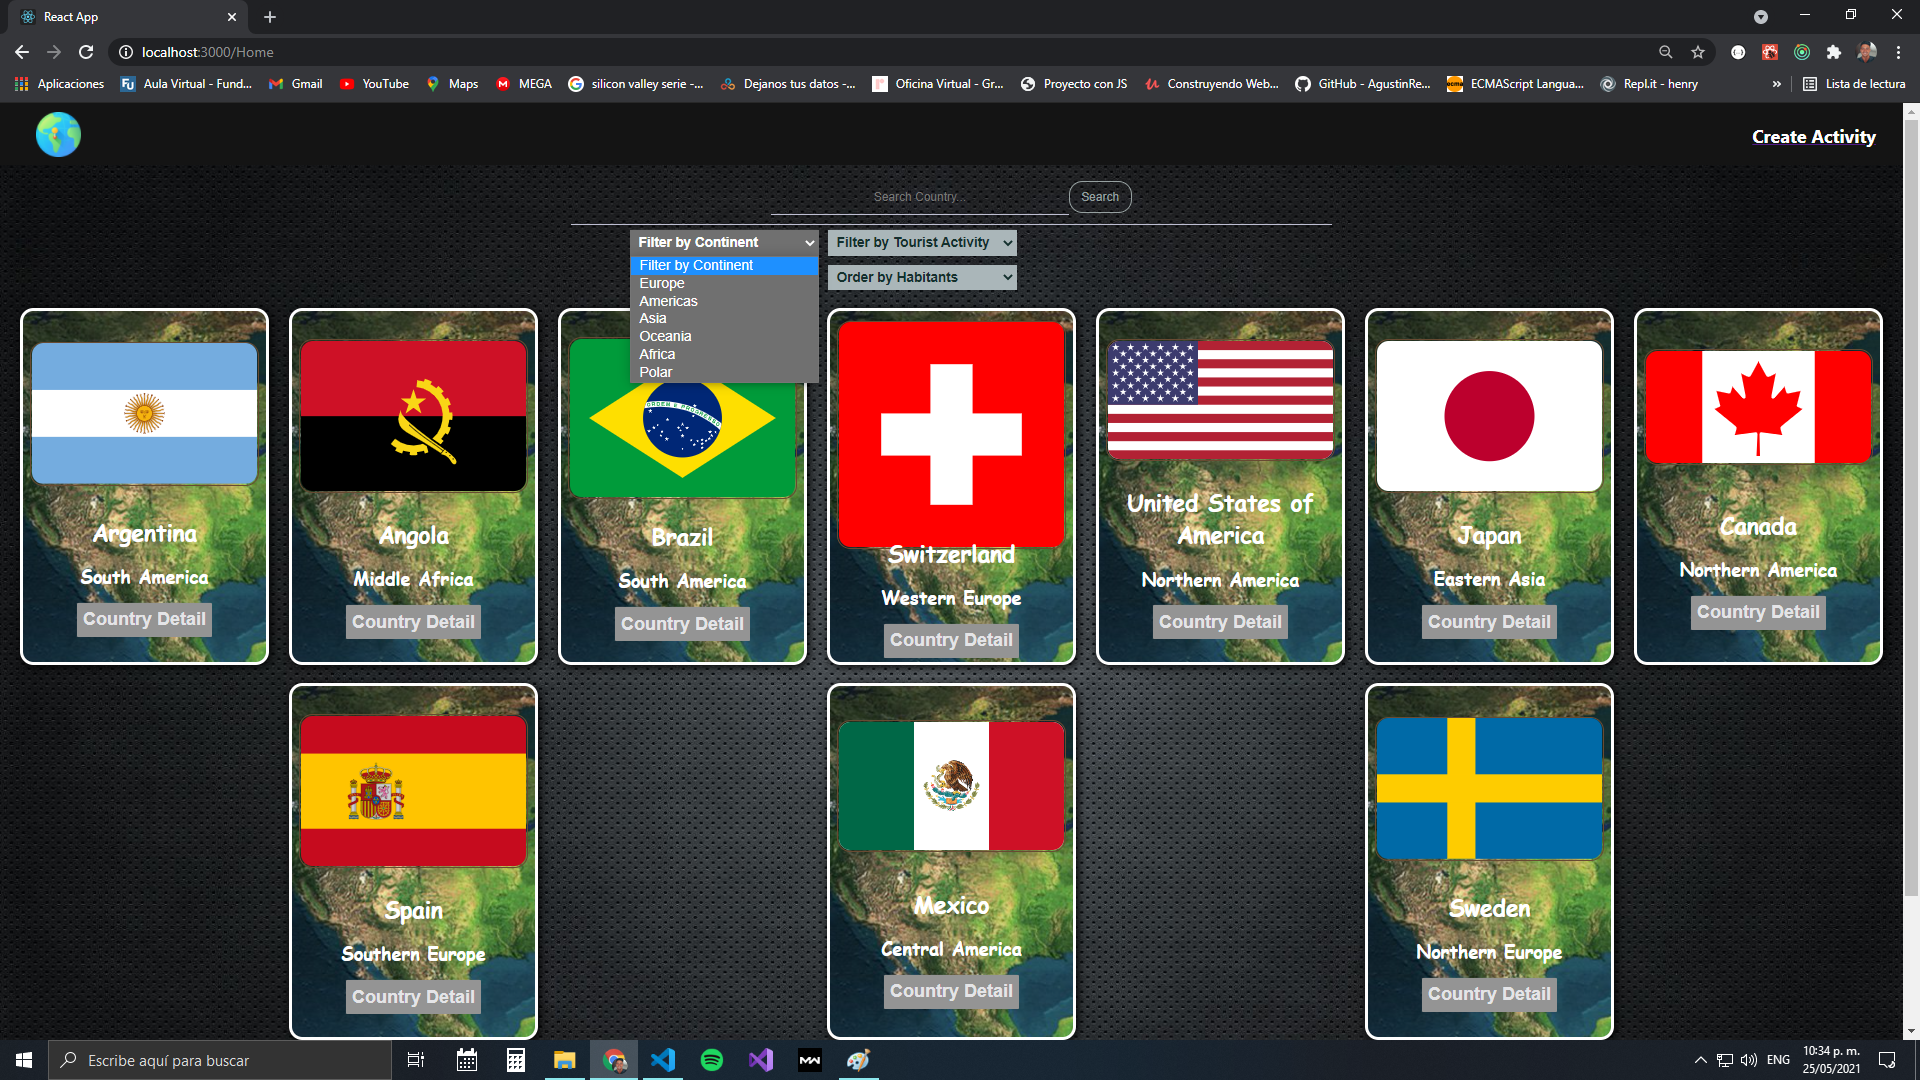 React App
localhost:3000/Home
Aplicaciones
Aula Virtual - Fund...
Gmail
YouTube
Maps
MEGA
silicon valley serie -...
Dejanos tus datos -...
Oficina Virtual - Gr...
Proyecto con JS
Construyendo Web...
GitHub - AgustinRe...
ECMAScript Langua...
Repl.it - henry
»
Lista de lectura
Create Activity
Search Country...
Search
Filter by Continent
Filter by Tourist Activity
Filter by Continent
Europe
Americas
Asia
Oceania
Africa
Polar
Order by Habitants
Argentina
South America
Country Detail
Angola
Middle Africa
Country Detail
ORDEM E PROGRESSO
Brazil
South America
Country Detail
Switzerland
Western Europe
Country Detail
United States of
America
Northern America
Country Detail
Japan
Eastern Asia
Country Detail
Canada
Northern America
Country Detail
Spain
Southern Europe
Country Detail
Mexico
Central America
Country Detail
Sweden
Northern Europe
Country Detail
Escribe aquí para buscar
ENG
10:34 p. m.
25/05/2021